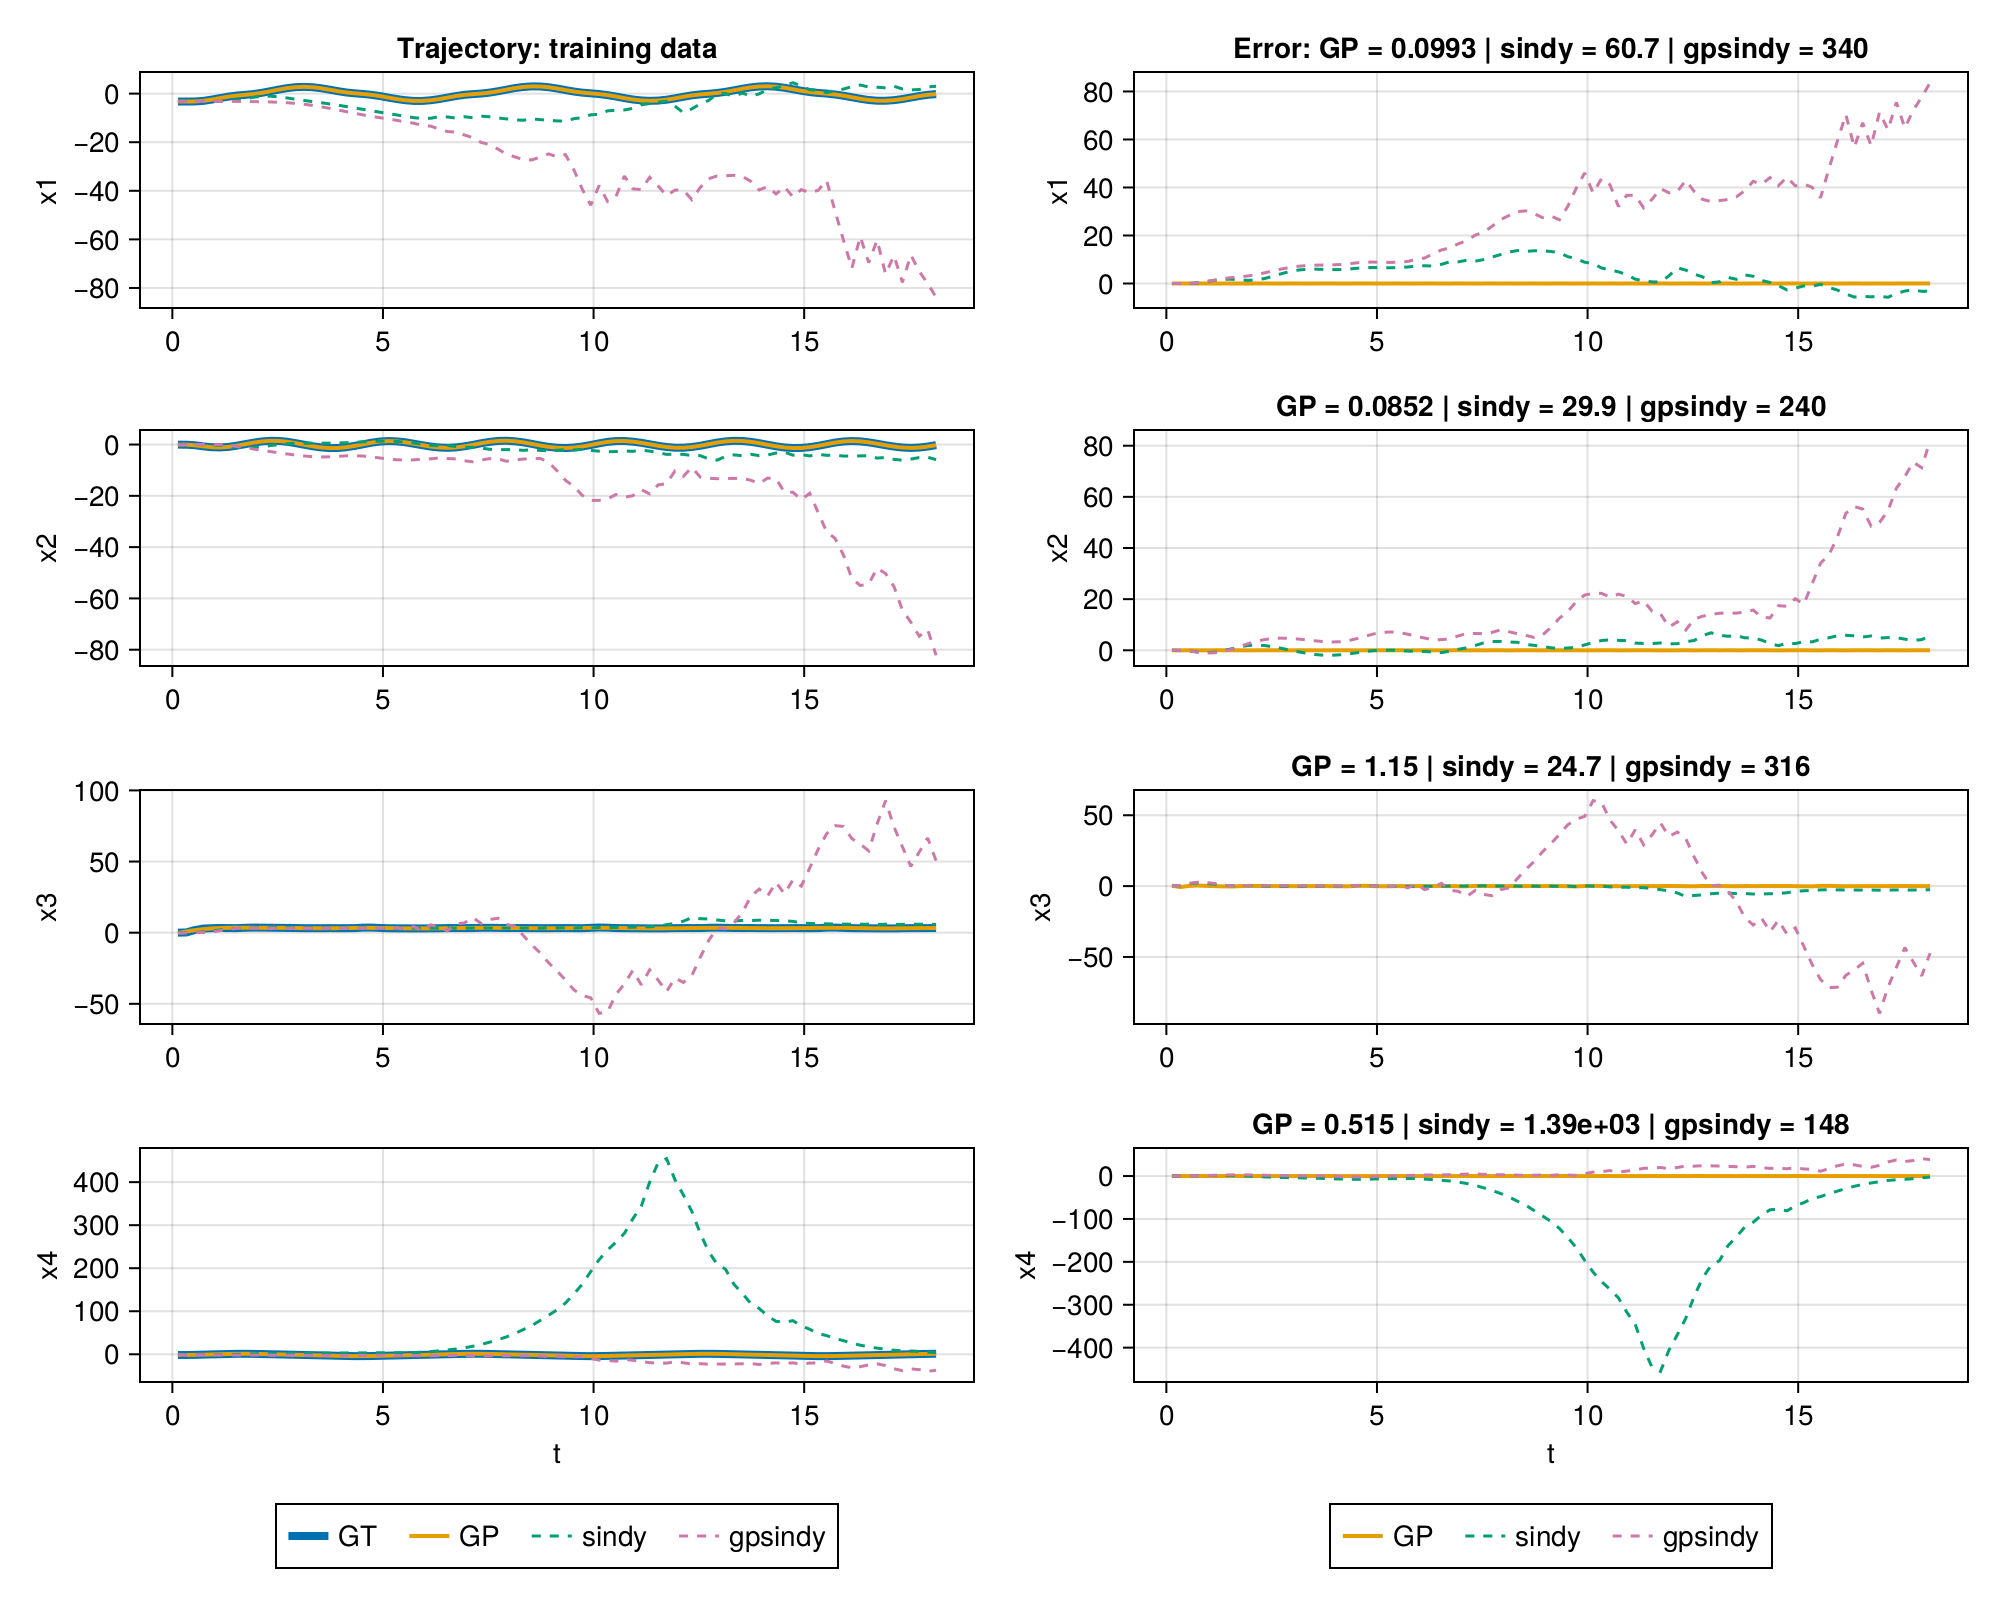 Trajectory: training data
x1
0
−20
−40
−60
−80
0 5 10 15
Error: GP = 0.0993 | sindy = 60.7 | gpsindy = 340
x1
80
60
40
20
0
0 5 10 15
x2
0
−20
−40
−60
−80
0 5 10 15
GP = 0.0852 | sindy = 29.9 | gpsindy = 240
x2
80
60
40
20
0
0 5 10 15
x3
100
50
0
−50
0 5 10 15
GP = 1.15 | sindy = 24.7 | gpsindy = 316
x3
50
0
−50
0 5 10 15
x4
400
300
200
100
0
0 5 10 15
t
GP = 0.515 | sindy = 1.39e+03 | gpsindy = 148
x4
0
−100
−200
−300
−400
0 5 10 15
t
GT GP sindy gpsindy
GP sindy gpsindy